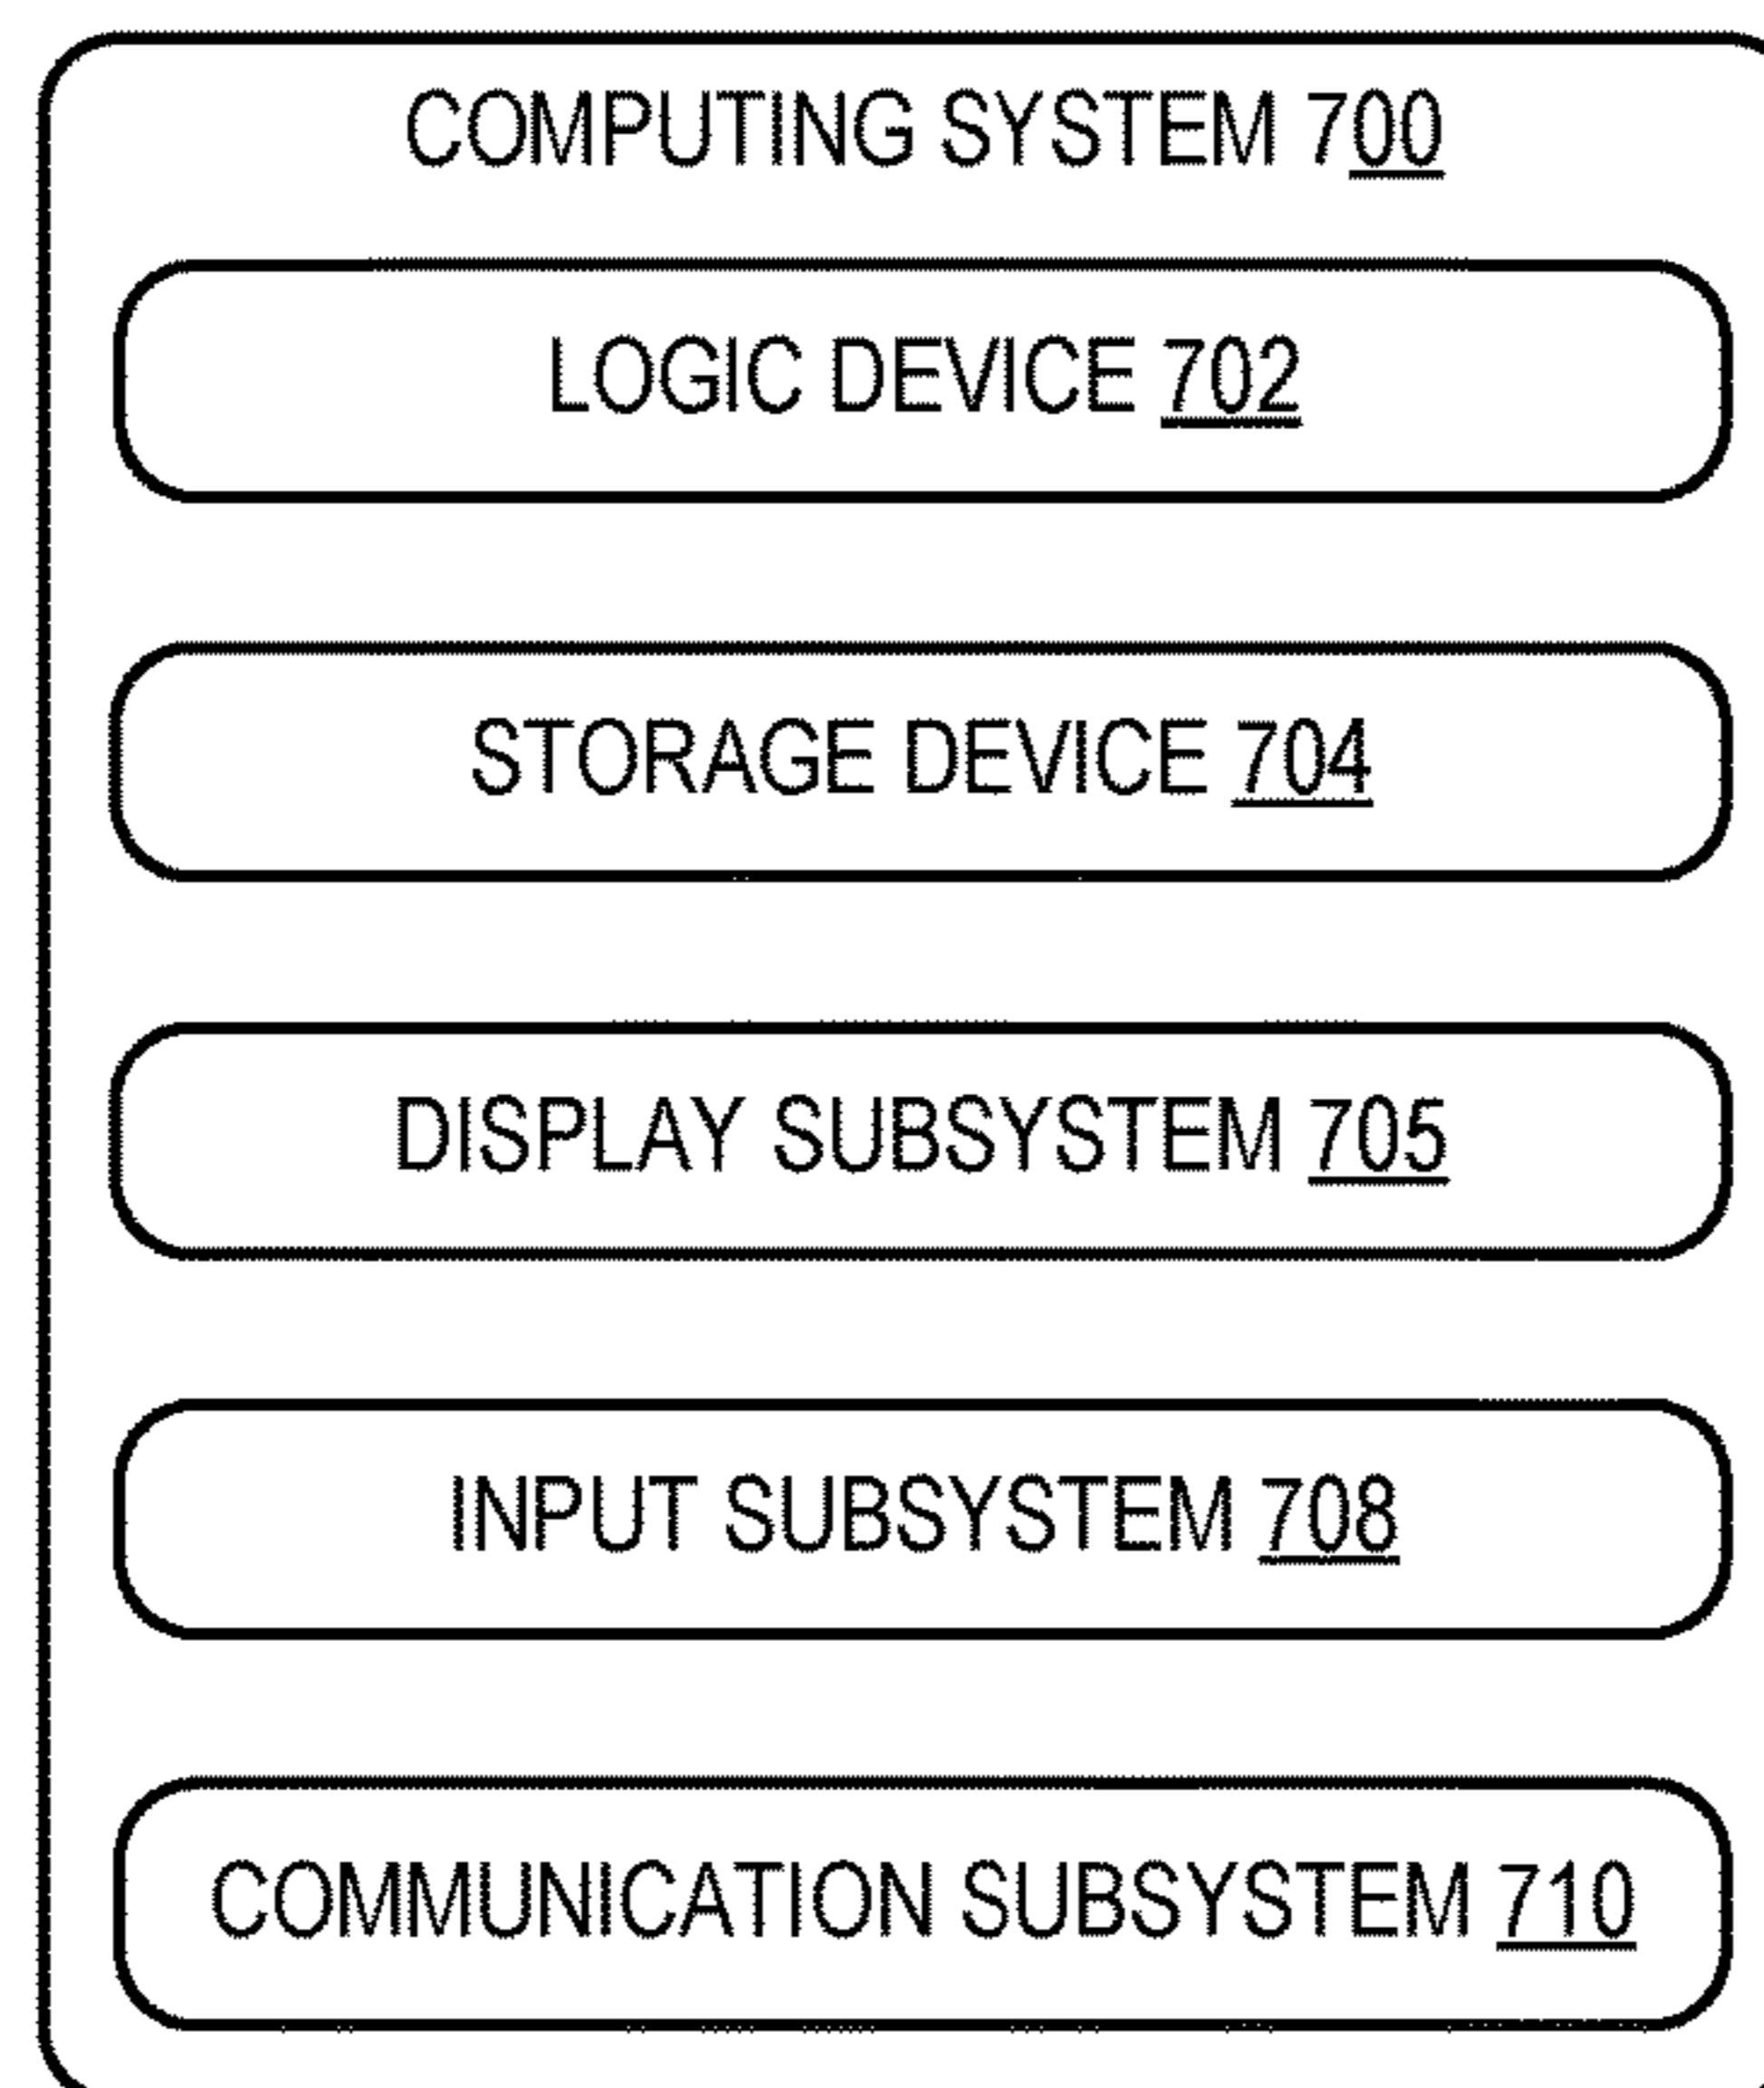 COMPUTING SYSTEM 700
LOGIC DEVICE 702
STORAGE DEVICE 704
DISPLAY SUBSYSTEM 705
INPUT SUBSYSTEM 708
COMMUNICATION SUBSYSTEM 710